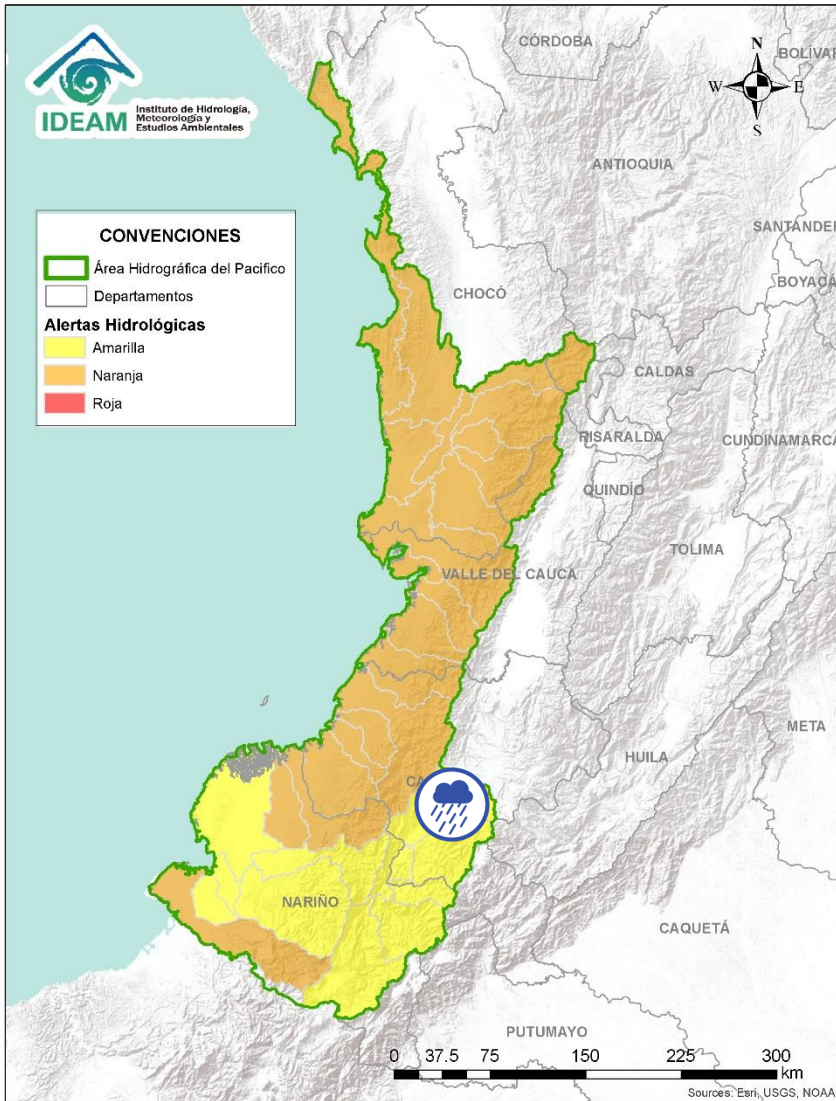 IDEAM
Instituto de Hidrología,
Meteorología y
Estudios Ambientales
N
W
E
S
CONVENCIONES
Área Hidrográfica del Pacifico
Departamentos
Alertas Hidrológicas
Amarilla
Naranja
Roja
CÓRDOBA
BOLÍVAR
ANTIOQUIA
SANTANDER
BOYACÁ
CHOCÓ
CALDAS
RISARALDA
CUNDINAMARCA
QUINDÍO
TOLIMA
VALLE DEL CAUCA
META
HUILA
CA
NARIÑO
CAQUETÁ
PUTUMAYO
0 37.5 75 150 225 300
km
Sources: Esri, USGS, NOAA